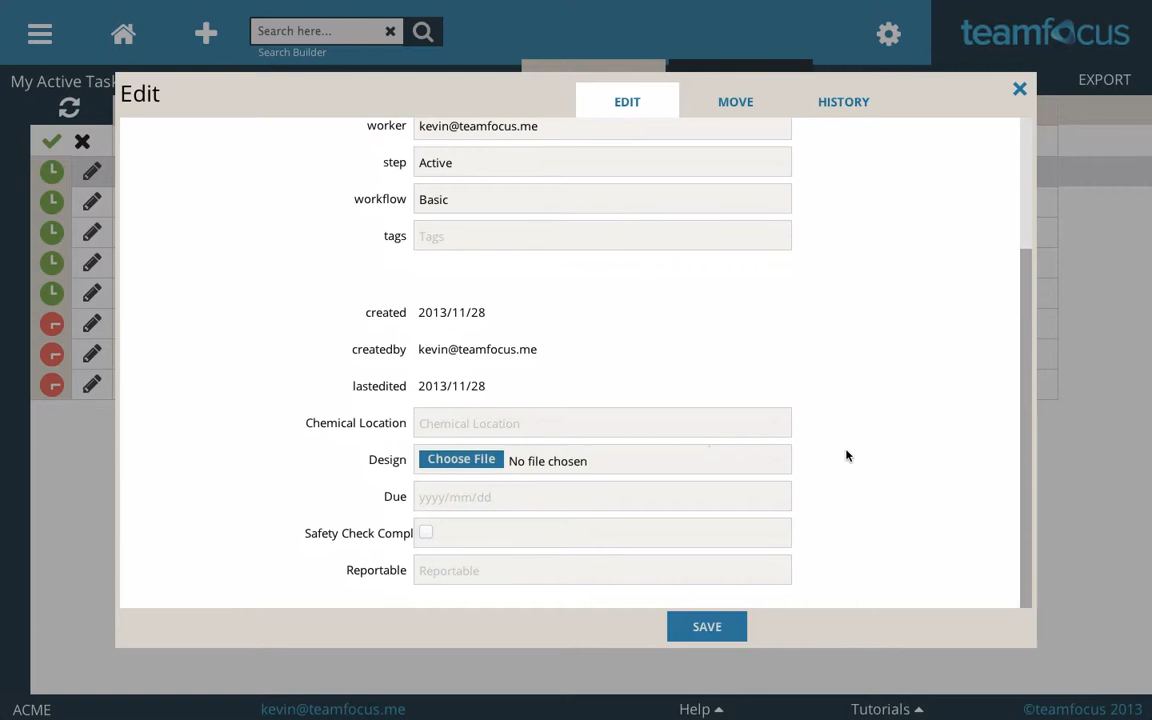 Search here...
Search Builder
teamfocus
My Active Tas
EXPORT
Edit
EDIT
MOVE
HISTORY
worker kevin@teamfocus.me
step Active
workflow Basic
tags Tags
created 2013/11/28
createdby kevin@teamfocus.me
lastedited 2013/11/28
Chemical Location Chemical Location
Design Choose File No file chosen
Due yyyy/mm/dd
Safety Check Compl
Reportable Reportable
SAVE
ACME kevin@teamfocus.me Help Tutorials ©teamfocus 2013